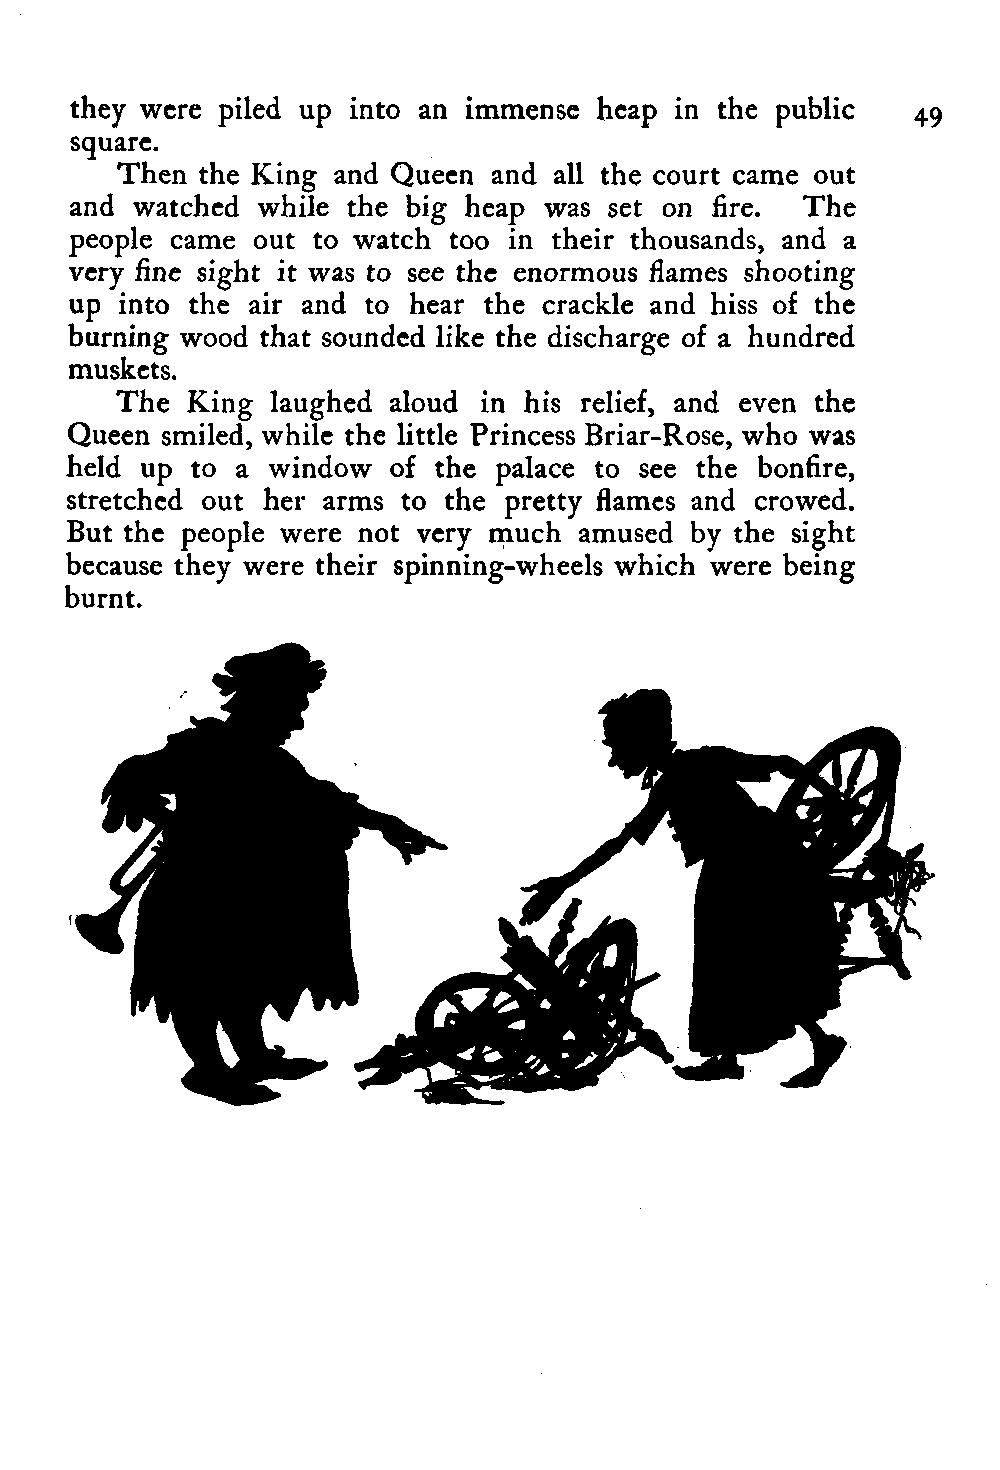 they were piled up into an immense heap in the public 49
square.
Then the King and Queen and all the court came out
and watched while the big heap was set on fire. The
people came out to watch too in their thousands, and a
very fine sight it was to see the enormous flames shooting
up into the air and to hear the crackle and hiss of the
burning wood that sounded like the discharge of a hundred
muskets.
The King laughed aloud in his relief, and even the
Queen smiled, while the little Princess Briar-Rose, who was
held up to a window of the palace to see the bonfire,
stretched out her arms to the pretty flames and crowed.
But the people were not very much amused by the sight
because they were their spinning-wheels which were being
burnt.